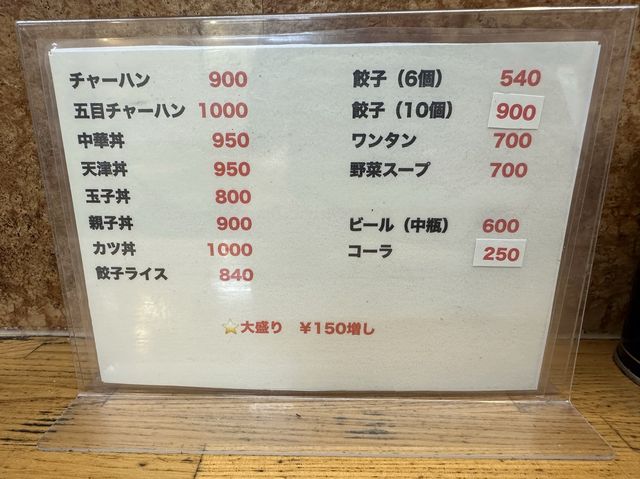 チャーハン 900
五目チャーハン 1000
中華丼 950
天津丼 950
玉子丼 800
親子丼 900
カツ丼 1000
餃子ライス 840
餃子（6個） 540
餃子（10個） 900
ワンタン 700
野菜スープ 700
ビール（中瓶） 600
コーラ 250
⭐大盛り ￥150増し